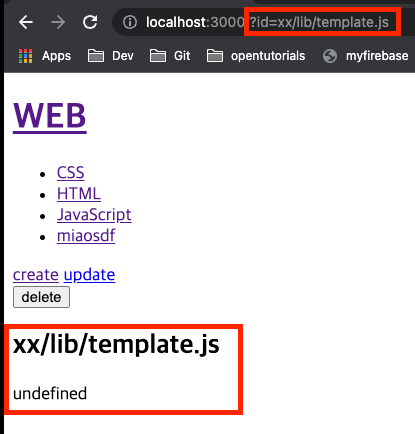 localhost:3000/?id=xx/lib/template.js
Apps Dev Git opentutorials myfirebase
WEB
CSS
HTML
JavaScript
miaosdf
create update
delete
xx/lib/template.js
undefined